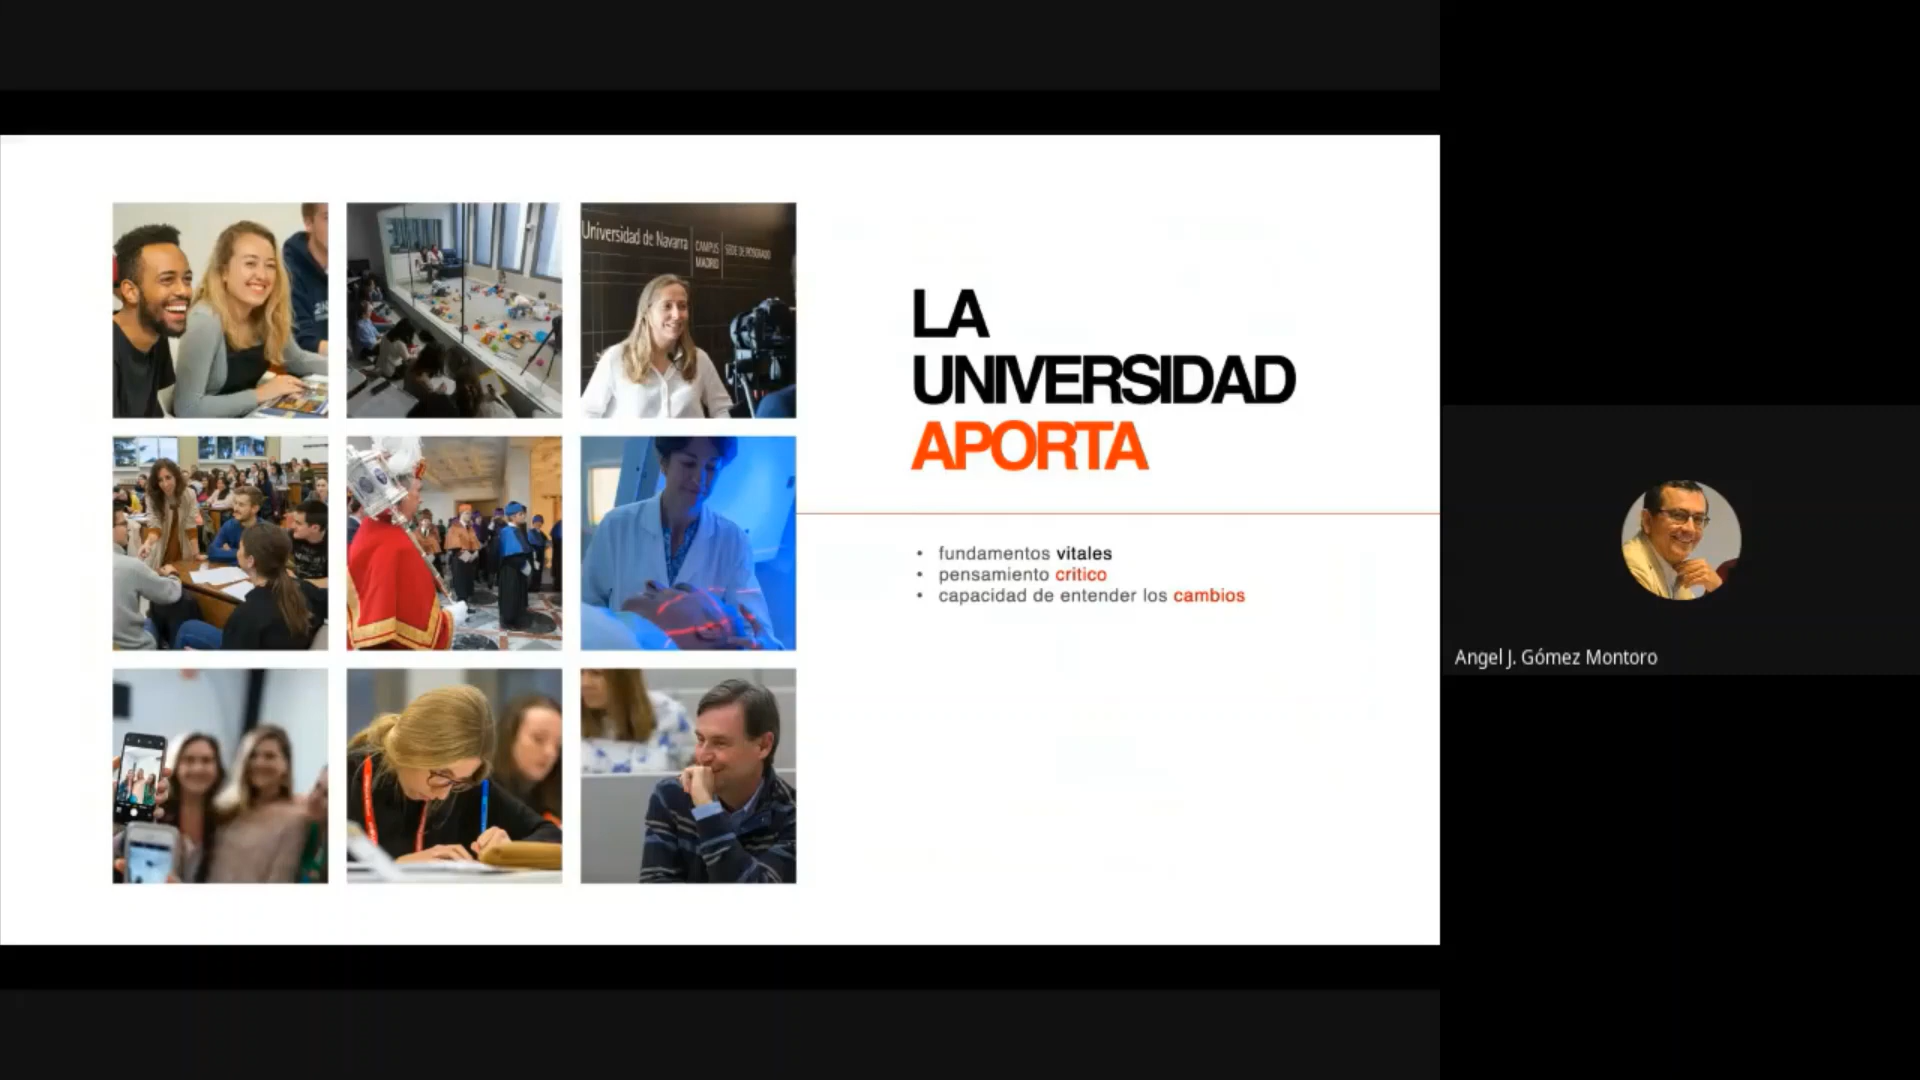 Universidad de Navarra
CAMPUS
MADRID
SEDE DE POSGRADO
LA
UNIVERSIDAD
APORTA
• fundamentos vitales
• pensamiento critico
• capacidad de entender los cambios
Angel J. Gómez Montoro